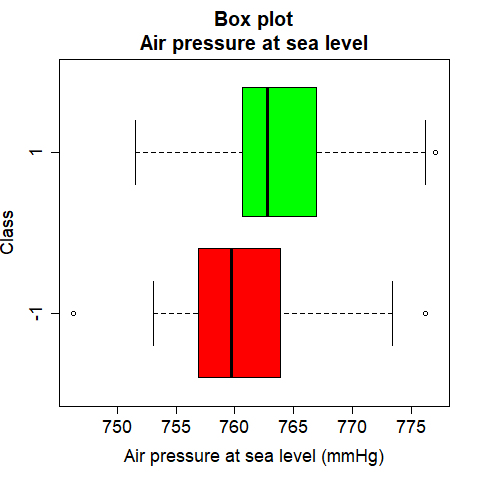 Box plot
Air pressure at sea level
Class
1
-1
750 755 760 765 770 775
Air pressure at sea level (mmHg)